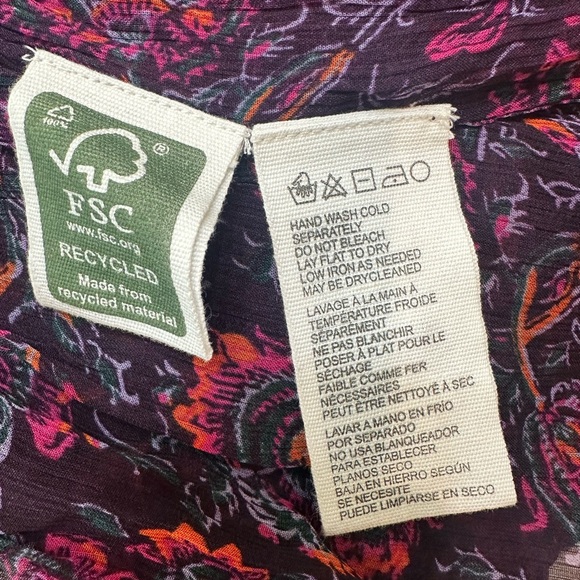 100%
®
FSC
www.fsc.org
RECYCLED
Made from
recycled material
HAND WASH COLD
SEPARATELY
DO NOT BLEACH
LAY FLAT TO DRY
LOW IRON AS NEEDED
MAY BE DRYCLEANED
LAVAGE À LA MAIN À
TEMPÉRATURE FROIDE
SÉPARÉMENT
NE PAS BLANCHIR
POSER À PLAT POUR LE
SÉCHAGE
FAIBLE COMME FER
NÉCESSAIRES
PEUT ÊTRE NETTOYÉ À SEC
LAVAR A MANO EN FRÍO
POR SEPARADO
NO USA BLANQUEADOR
PARA ESTABLECER
PLANOS SECO
BAJA EN HIERRO SEGÚN
SE NECESITE
PUEDE LIMPIARSE EN SECO